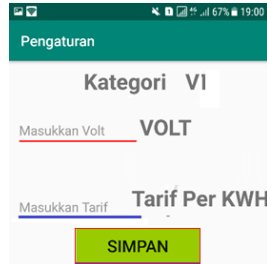 67% 19:00
Pengaturan
Kategori V1
Masukkan Volt VOLT
Masukkan Tarif Tarif Per KWH
SIMPAN